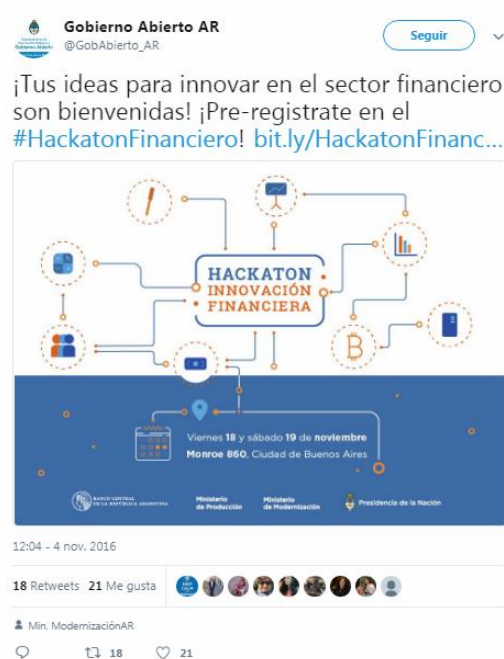 Gobierno Abierto AR
@GobAbierto_AR
Seguir
¡Tus ideas para innovar en el sector financiero
son bienvenidas! ¡Pre-registrate en el
#HackatonFinanciero! bit.ly/HackatonFinanc...
HACKATON
INNOVACIÓN
FINANCIERA
Viernes 18 y sábado 19 de noviembre
Monroe 860, Ciudad de Buenos Aires
BANCO CENTRAL
DE LA REPÚBLICA ARGENTINA
Ministerio
de Producción
Ministerio
de Modernización
Presidencia de la Nación
12:04 - 4 nov. 2016
18 Retweets 21 Me gusta
Min. ModernizaciónAR
18 21